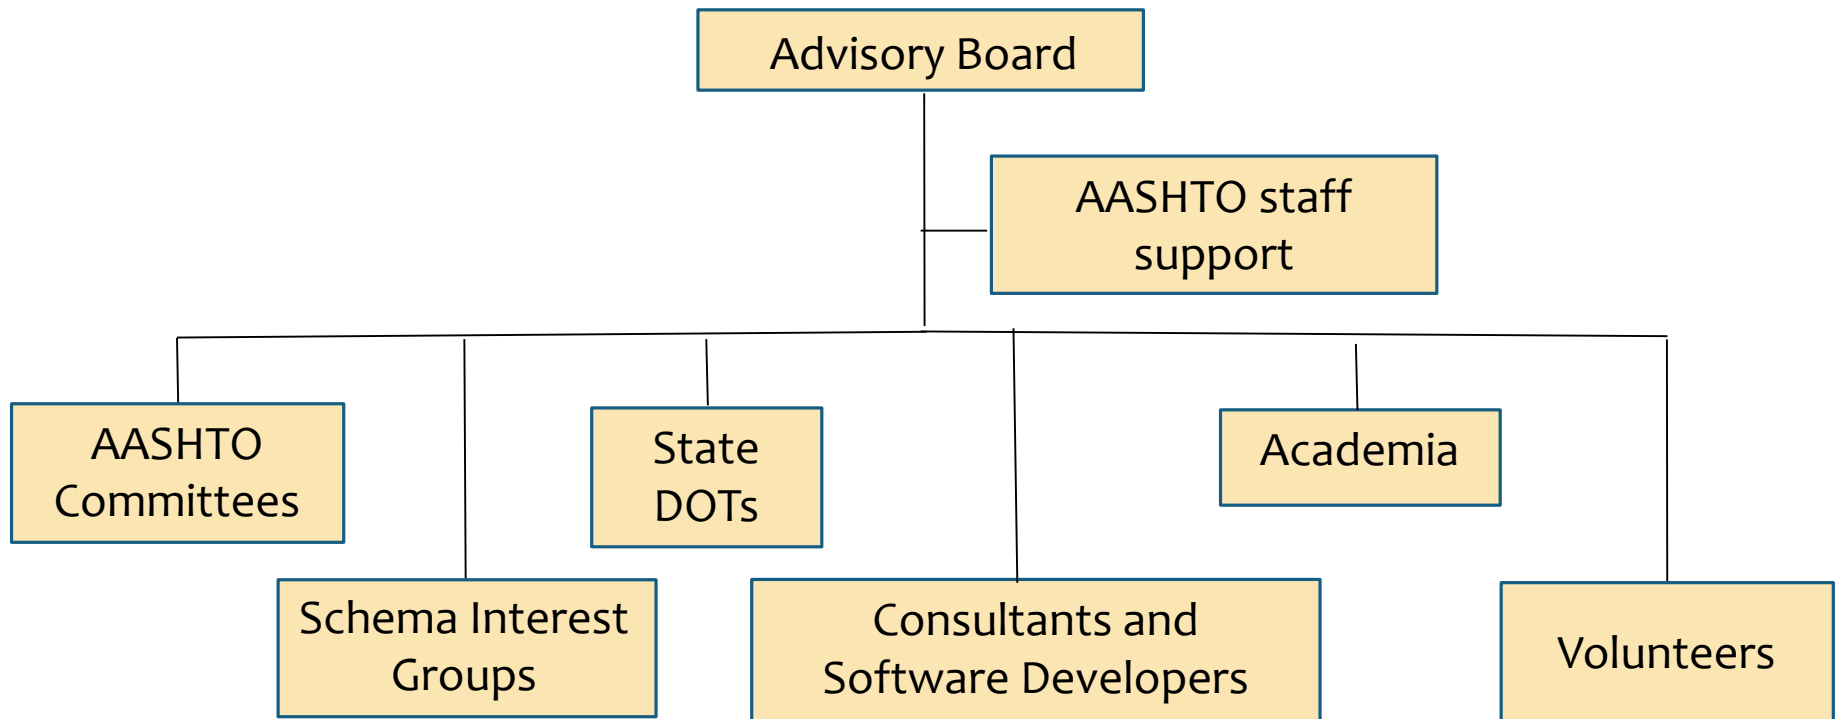 Advisory Board
AASHTO staff
support
AASHTO
Committees
State
DOTs
Academia
Schema Interest
Groups
Consultants and
Software Developers
Volunteers